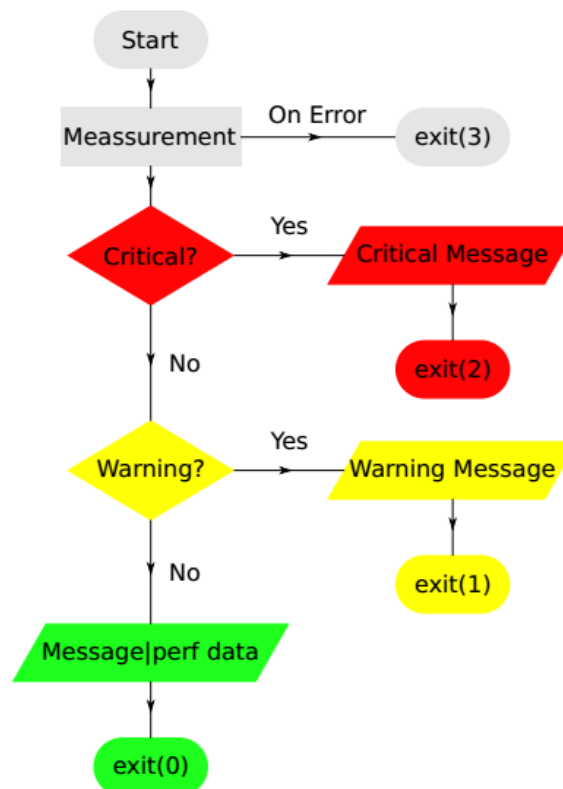 Start
Meassurement
On Error
exit(3)
Critical?
Yes
Critical Message
exit(2)
No
Warning?
Yes
Warning Message
exit(1)
No
Message|perf data
exit(0)